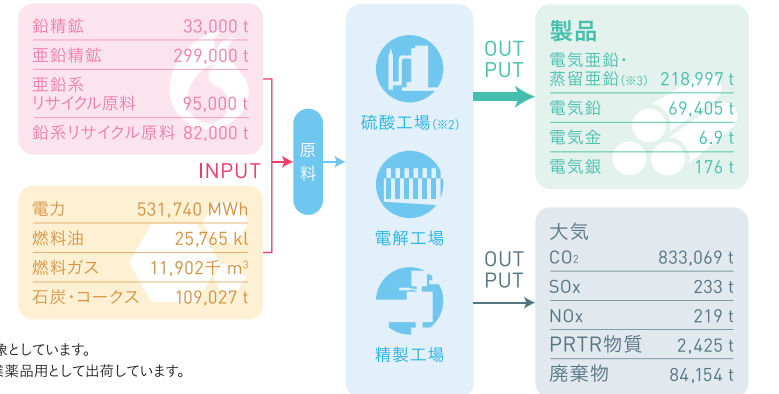 鉛精鉱 33,000 t
亜鉛精鉱 299,000 t
亜鉛系
リサイクル原料 95,000 t
鉛系リサイクル原料 82,000 t
INPUT
電力 531,740 MWh
燃料油 25,765 kl
燃料ガス 11,902千 m³
石炭・コークス 109,027 t
原料
硫酸工場(※2)
電解工場
精製工場
OUT
PUT
製品
電気亜鉛・
蒸留亜鉛(※3) 218,997 t
電気鉛 69,405 t
電気金 6.9 t
電気銀 176 t
OUT
PUT
大気
CO₂ 833,069 t
SOx 233 t
NOx 219 t
PRTR物質 2,425 t
廃棄物 84,154 t
象としています。
薬品用として出荷しています。